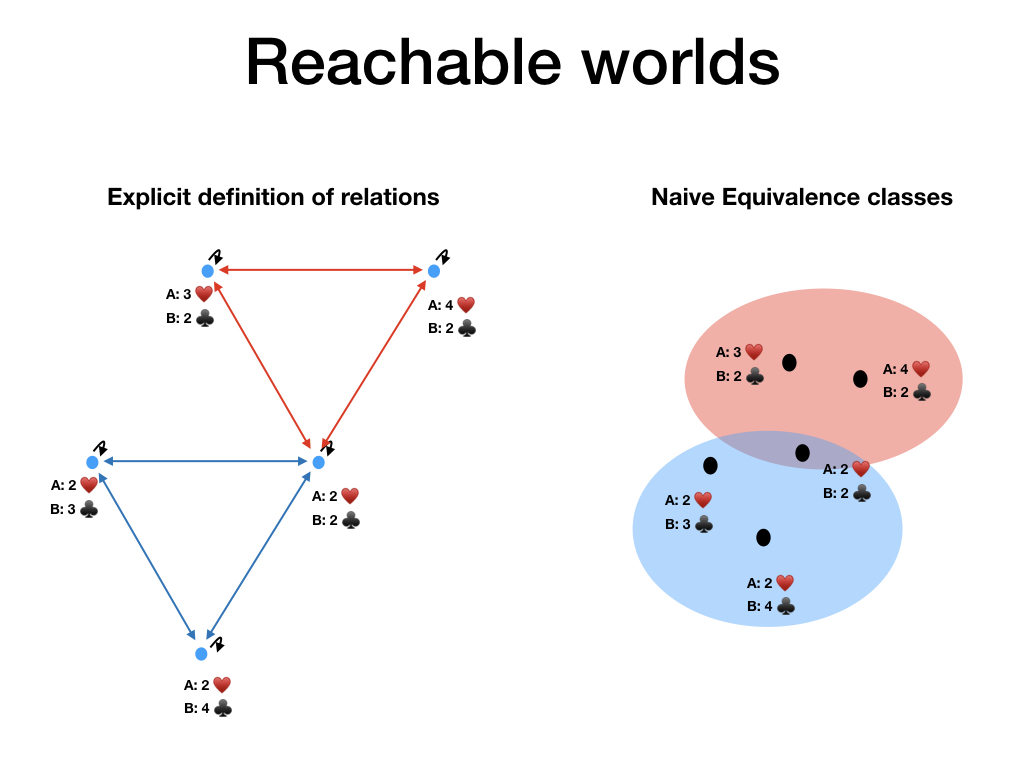 Reachable worlds
Explicit definition of relations
A: 3 ♥
B: 2 ♣
A: 4 ♥
B: 2 ♣
A: 2 ♥
B: 3 ♣
A: 2 ♥
B: 2 ♣
A: 2 ♥
B: 4 ♣
Naive Equivalence classes
A: 3 ♥
B: 2 ♣
A: 4 ♥
B: 2 ♣
A: 2 ♥
B: 2 ♣
A: 2 ♥
B: 3 ♣
A: 2 ♥
B: 4 ♣